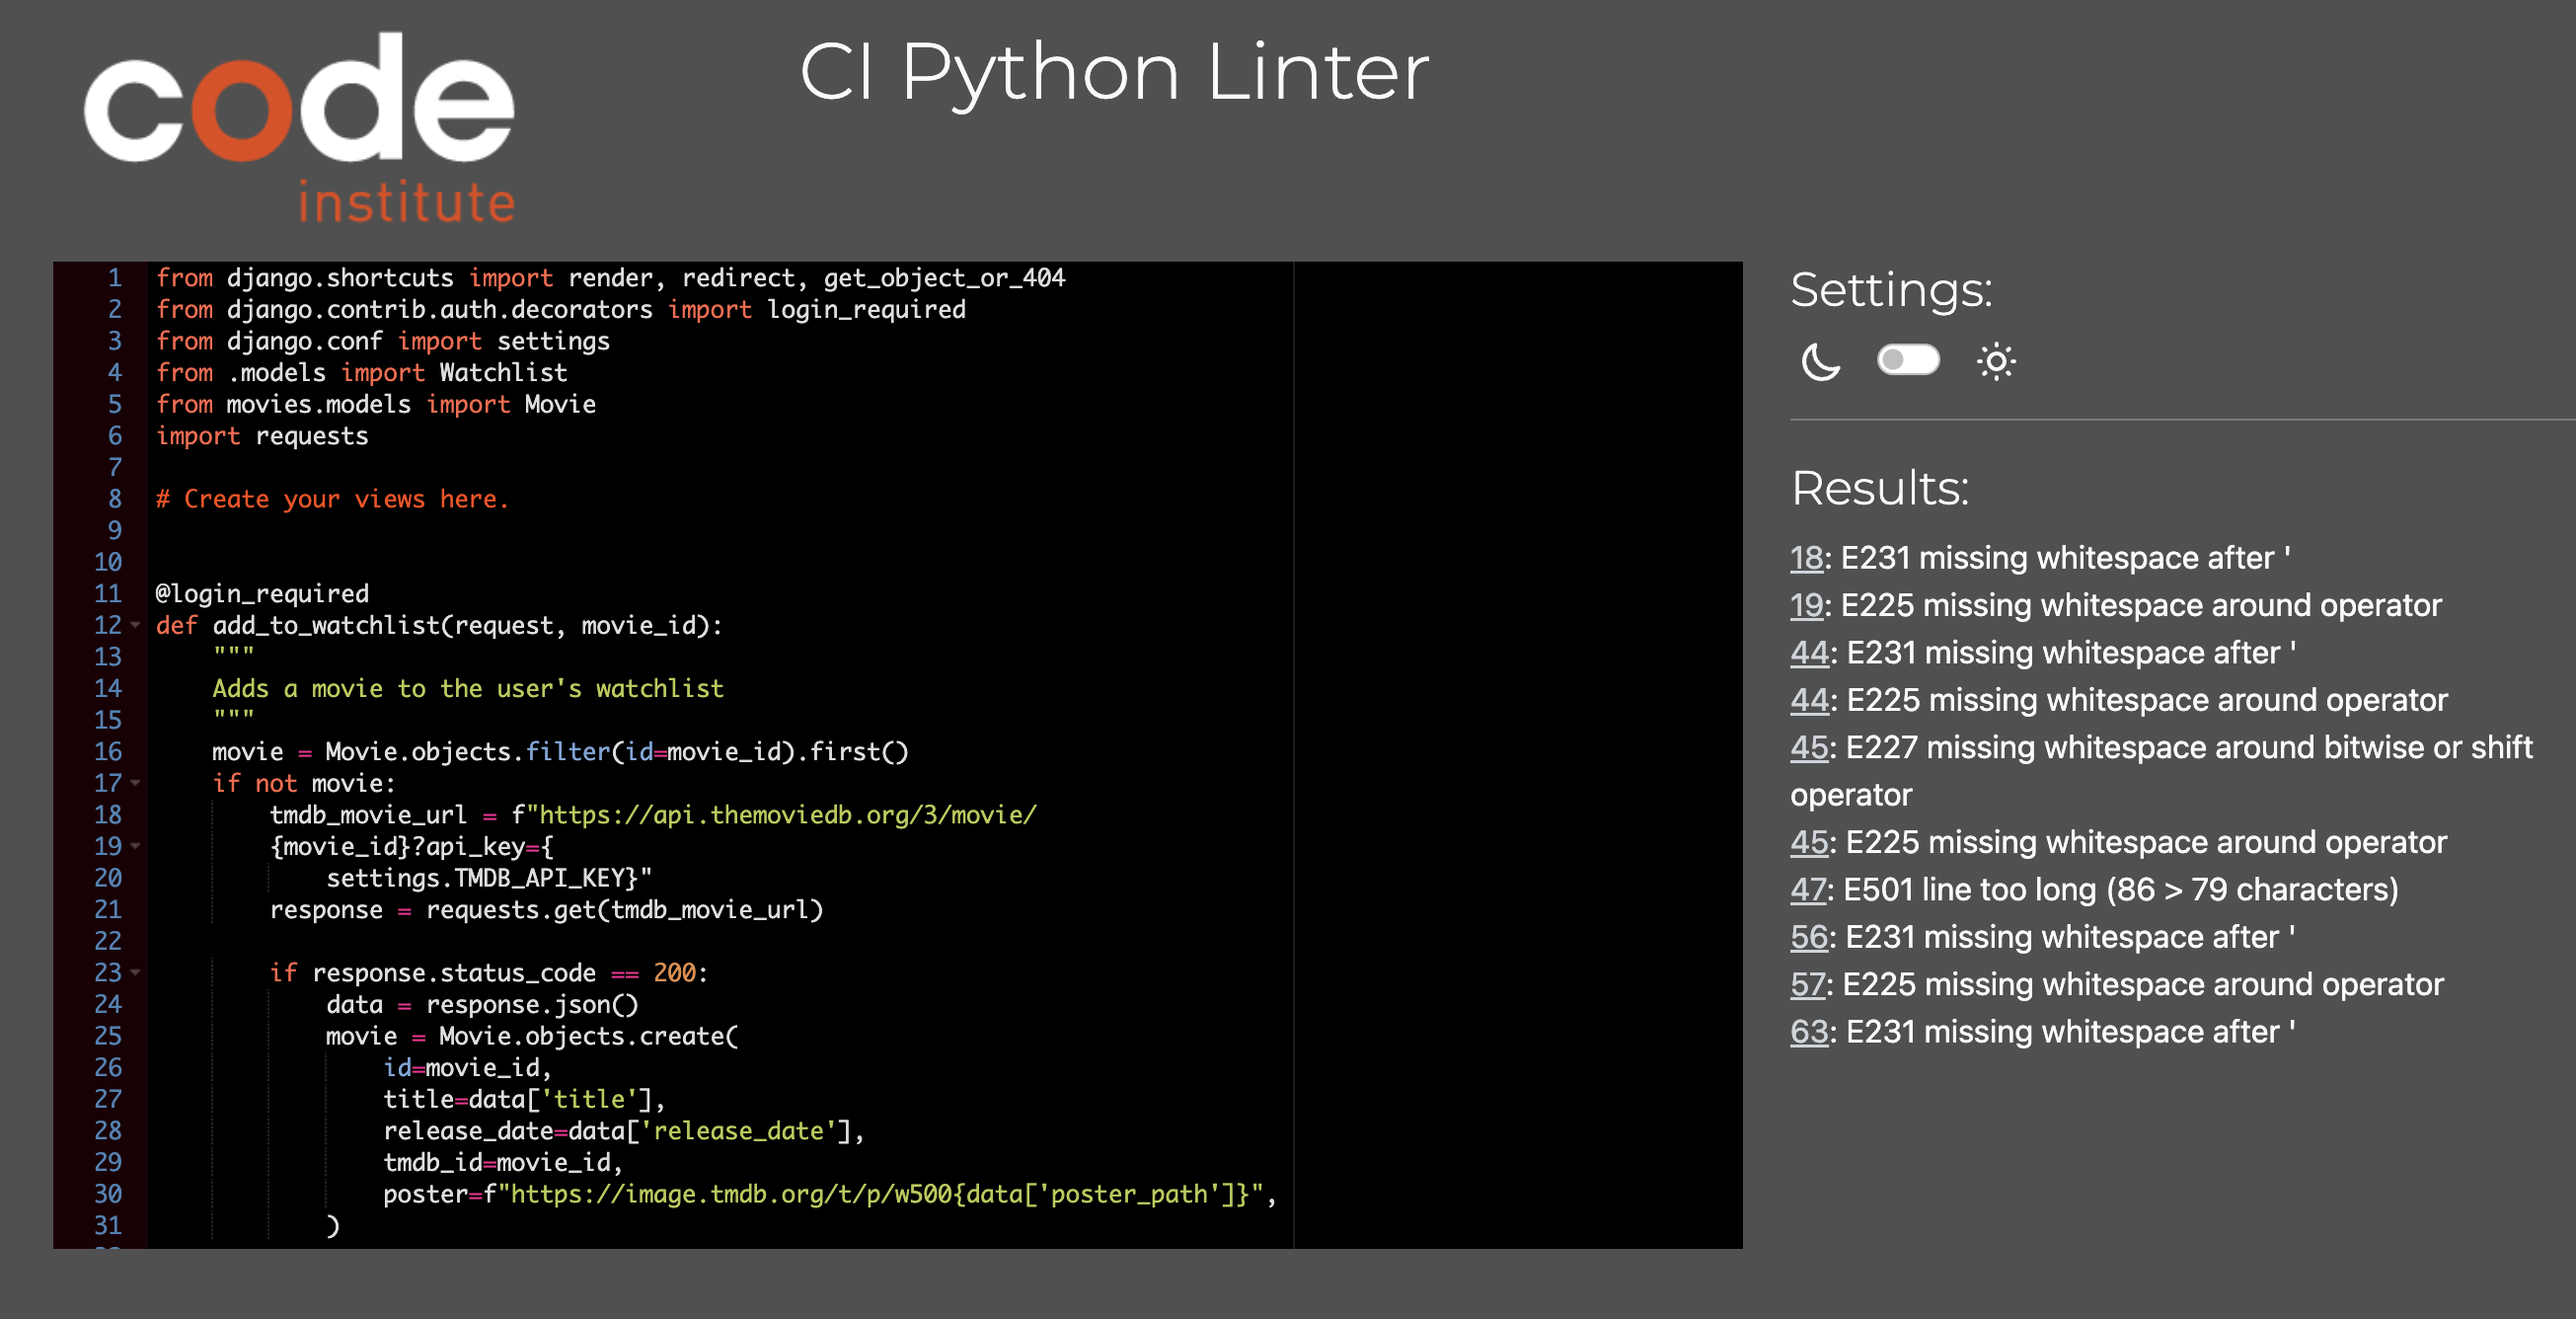 code
institute
CI Python Linter
1 from django.shortcuts import render, redirect, get_object_or_404
2 from django.contrib.auth.decorators import login_required
3 from django.conf import settings
4 from .models import Watchlist
5 from movies.models import Movie
6 import requests
7
8 # Create your views here.
9
10
11 @login_required
12 def add_to_watchlist(request, movie_id):
13     """
14     Adds a movie to the user's watchlist
15     """
16     movie = Movie.objects.filter(id=movie_id).first()
17     if not movie:
18         tmdb_movie_url = f"https://api.themoviedb.org/3/movie/
19         {movie_id}?api_key={
20             settings.TMDB_API_KEY}"
21         response = requests.get(tmdb_movie_url)
22
23         if response.status_code == 200:
24             data = response.json()
25             movie = Movie.objects.create(
26                 id=movie_id,
27                 title=data['title'],
28                 release_date=data['release_date'],
29                 tmdb_id=movie_id,
30                 poster=f"https://image.tmdb.org/t/p/w500{data['poster_path']}",
31             )
Settings:
Results:
18: E231 missing whitespace after '
19: E225 missing whitespace around operator
44: E231 missing whitespace after '
44: E225 missing whitespace around operator
45: E227 missing whitespace around bitwise or shift
operator
45: E225 missing whitespace around operator
47: E501 line too long (86 > 79 characters)
56: E231 missing whitespace after '
57: E225 missing whitespace around operator
63: E231 missing whitespace after '